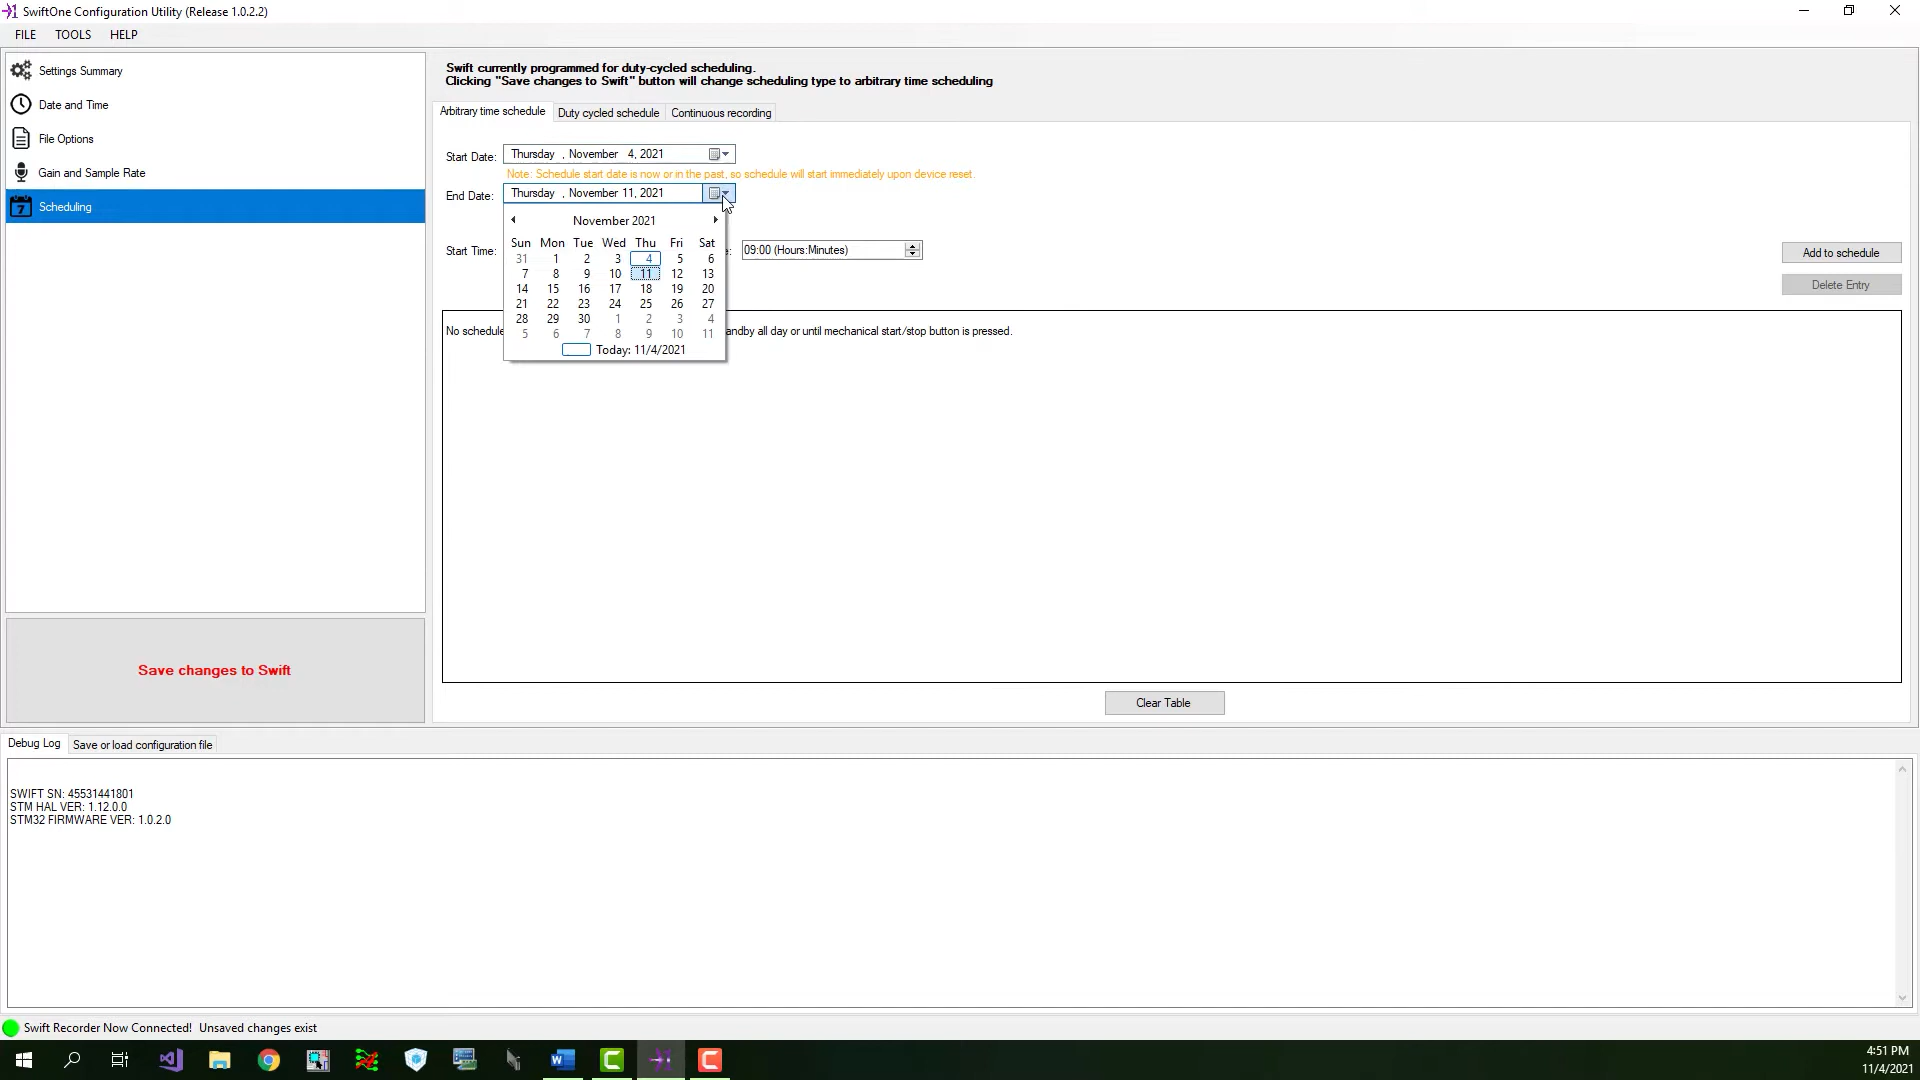 SwiftOne Configuration Utility (Release 1.0.2.2)
FILE TOOLS HELP
Settings Summary
Date and Time
File Options
Gain and Sample Rate
7 Scheduling
Save changes to Swift
Swift currently programmed for duty-cycled scheduling.
Clicking "Save changes to Swift" button will change scheduling type to arbitrary time scheduling
Arbitrary time schedule Duty cycled schedule Continuous recording
Start Date: Thursday , November 4, 2021
Note: Schedule start date is now or in the past, so schedule will start immediately upon device reset.
End Date: Thursday , November 11, 2021
November 2021
Sun Mon Tue Wed Thu Fri Sat
31 1 2 3 4 5 6
7 8 9 10 11 12 13
14 15 16 17 18 19 20
21 22 23 24 25 26 27
28 29 30 1 2 3 4
5 6 7 8 9 10 11
Today: 11/4/2021
Start Time: 09:00 (Hours:Minutes)
Add to schedule
Delete Entry
No schedule
all day or until mechanical start/stop button is pressed.
Clear Table
Debug Log Save or load configuration file
SWIFT SN: 45531441801
STM HAL VER: 1.12.0.0
STM32 FIRMWARE VER: 1.0.2.0
Swift Recorder Now Connected! Unsaved changes exist
4:51 PM
11/4/2021